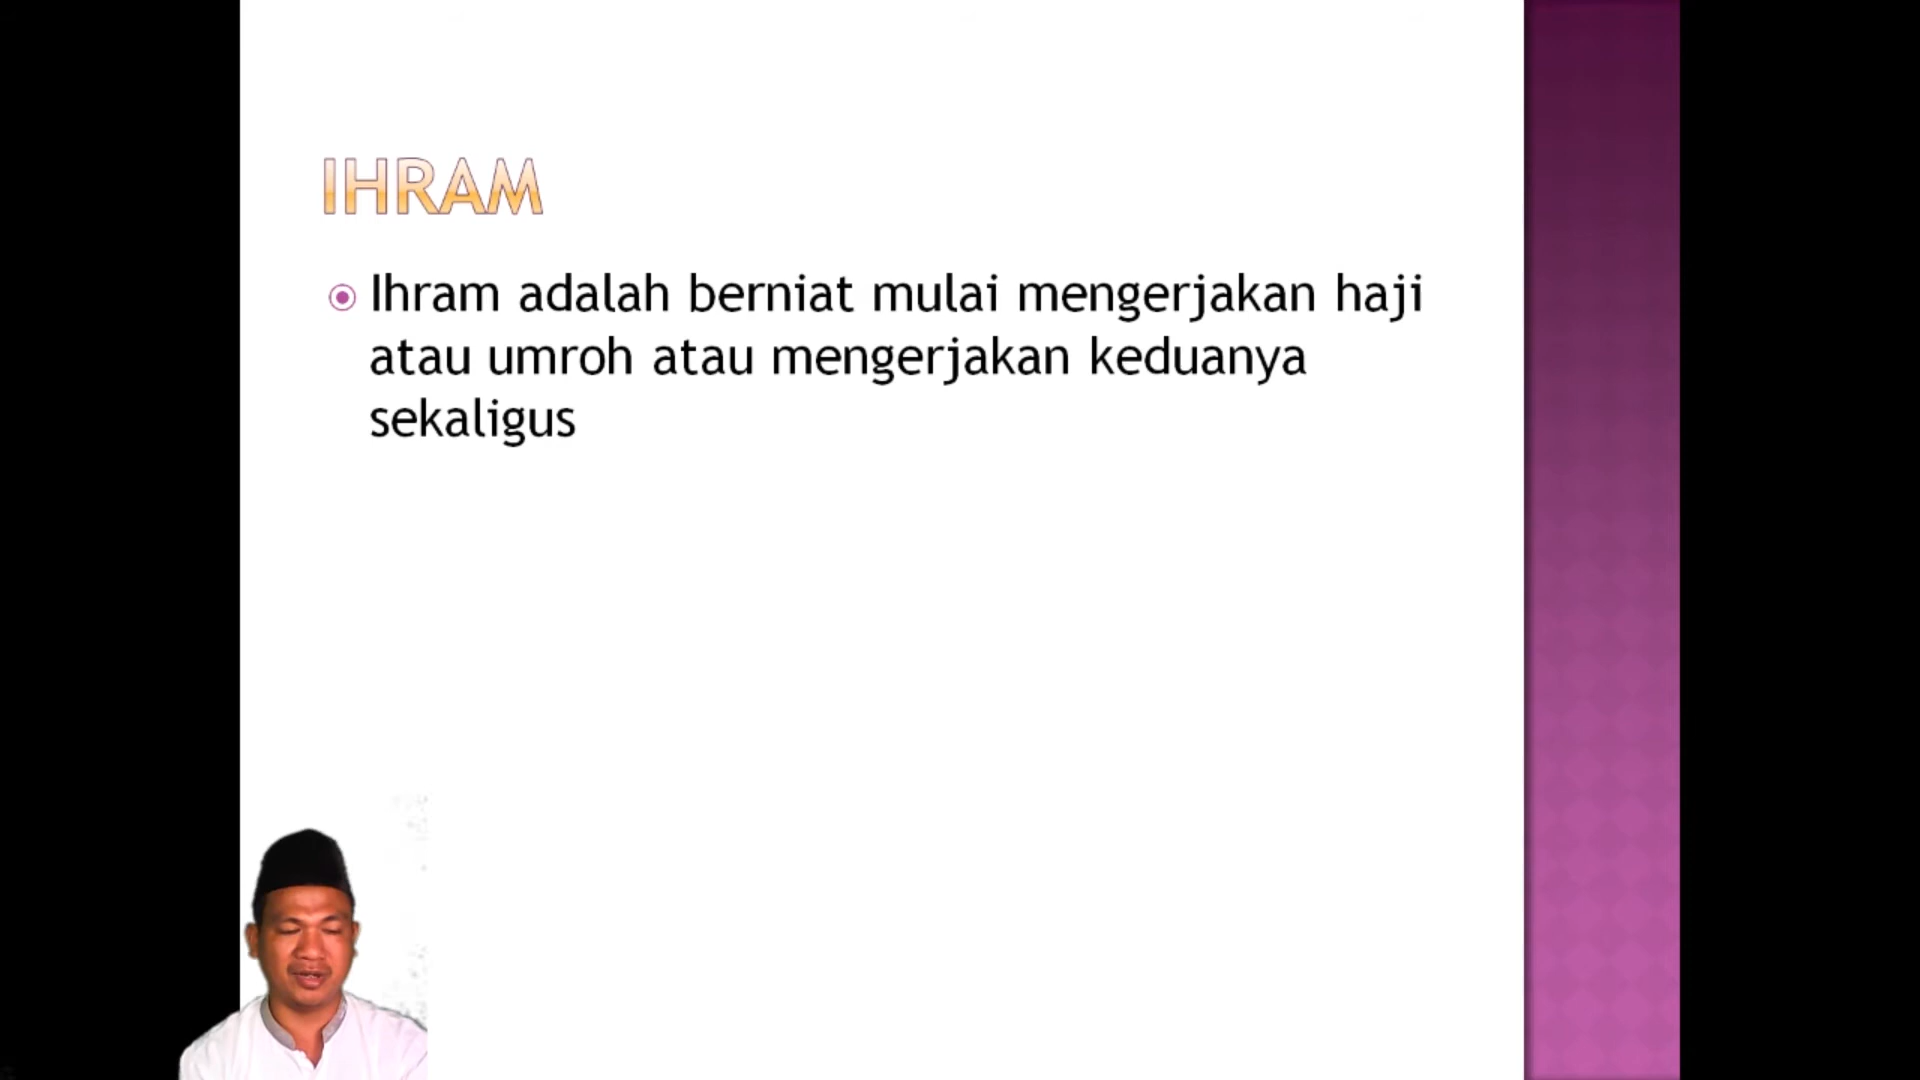 IHRAM
Ihram adalah berniat mulai mengerjakan haji
atau umroh atau mengerjakan keduanya
sekaligus